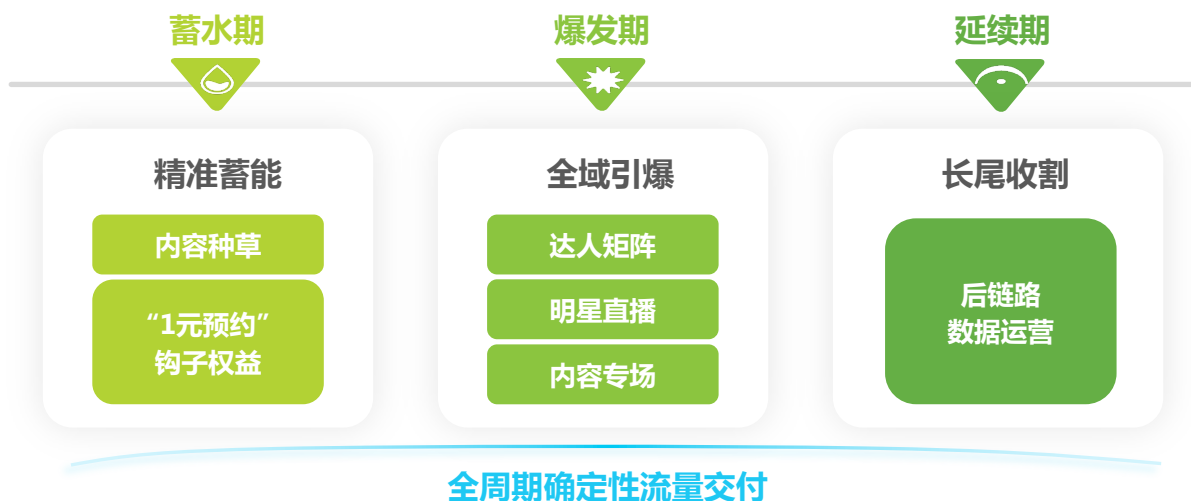 蓄水期
爆发期
延续期
精准蓄能
内容种草
“1元预约”
钩子权益
全域引爆
达人矩阵
明星直播
内容专场
长尾收割
后链路
数据运营
全周期确定性流量交付